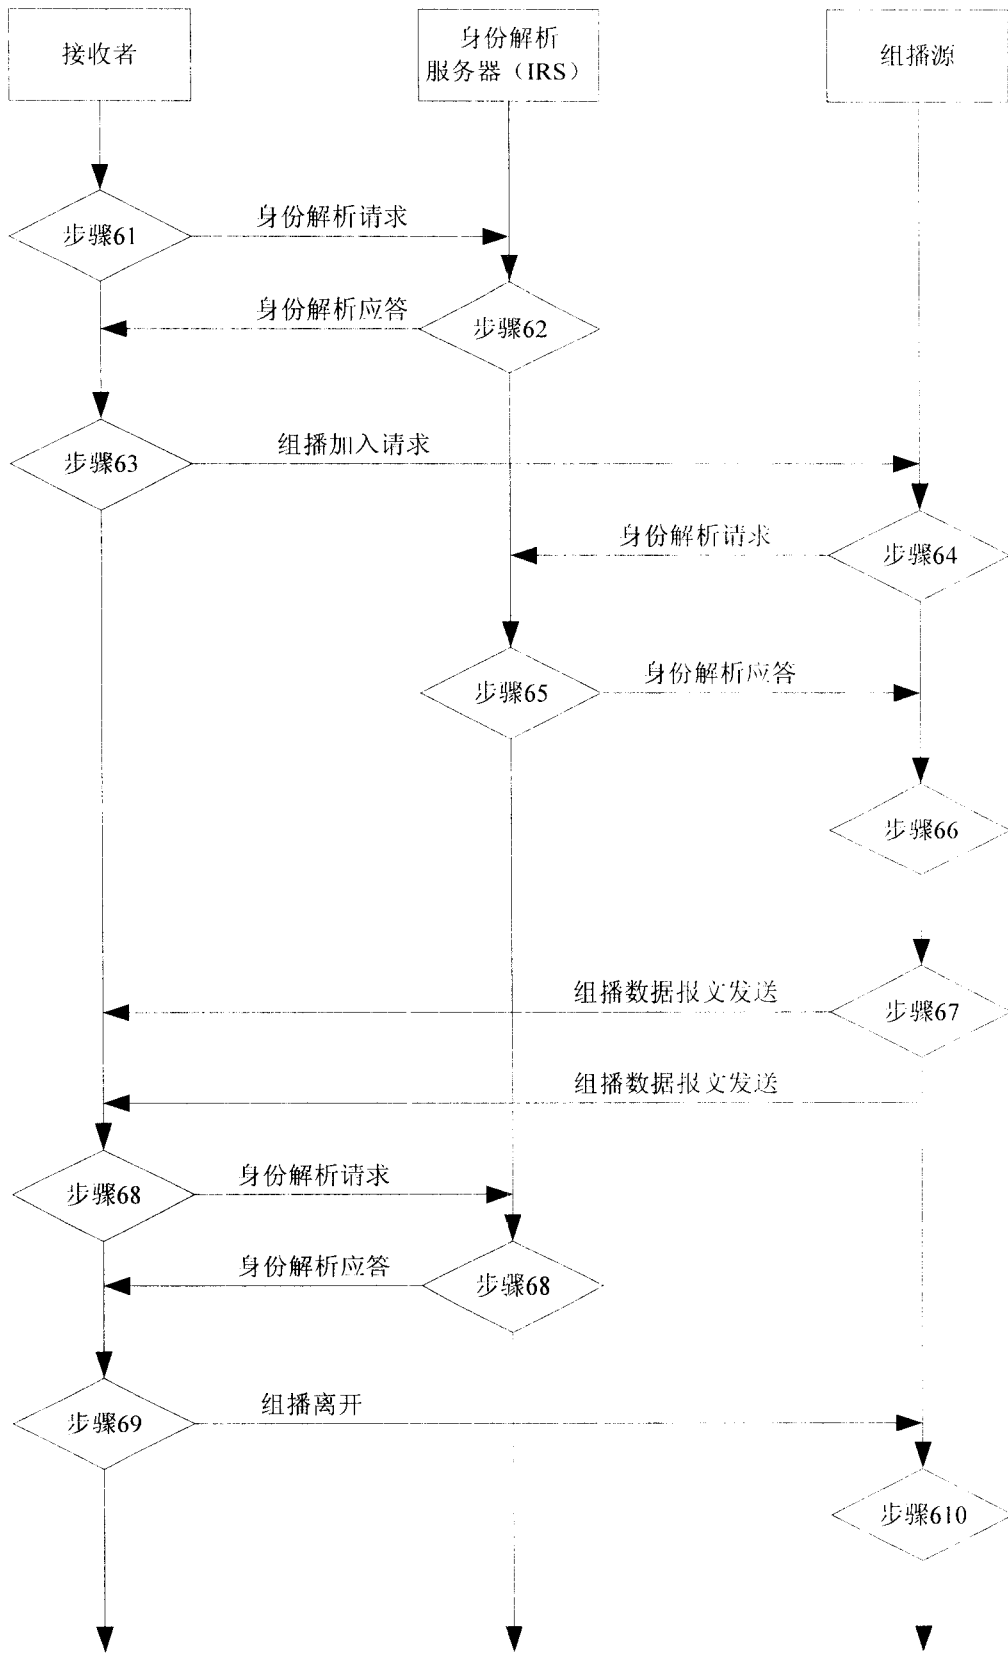 接收者
身份解析
服务器（IRS）
组播源
步骤61
身份解析请求
身份解析应答
步骤62
步骤63
组播加入请求
身份解析请求
步骤64
步骤65
身份解析应答
步骤66
组播数据报文发送
步骤67
组播数据报文发送
步骤68
身份解析请求
身份解析应答
步骤68
步骤69
组播离开
步骤610